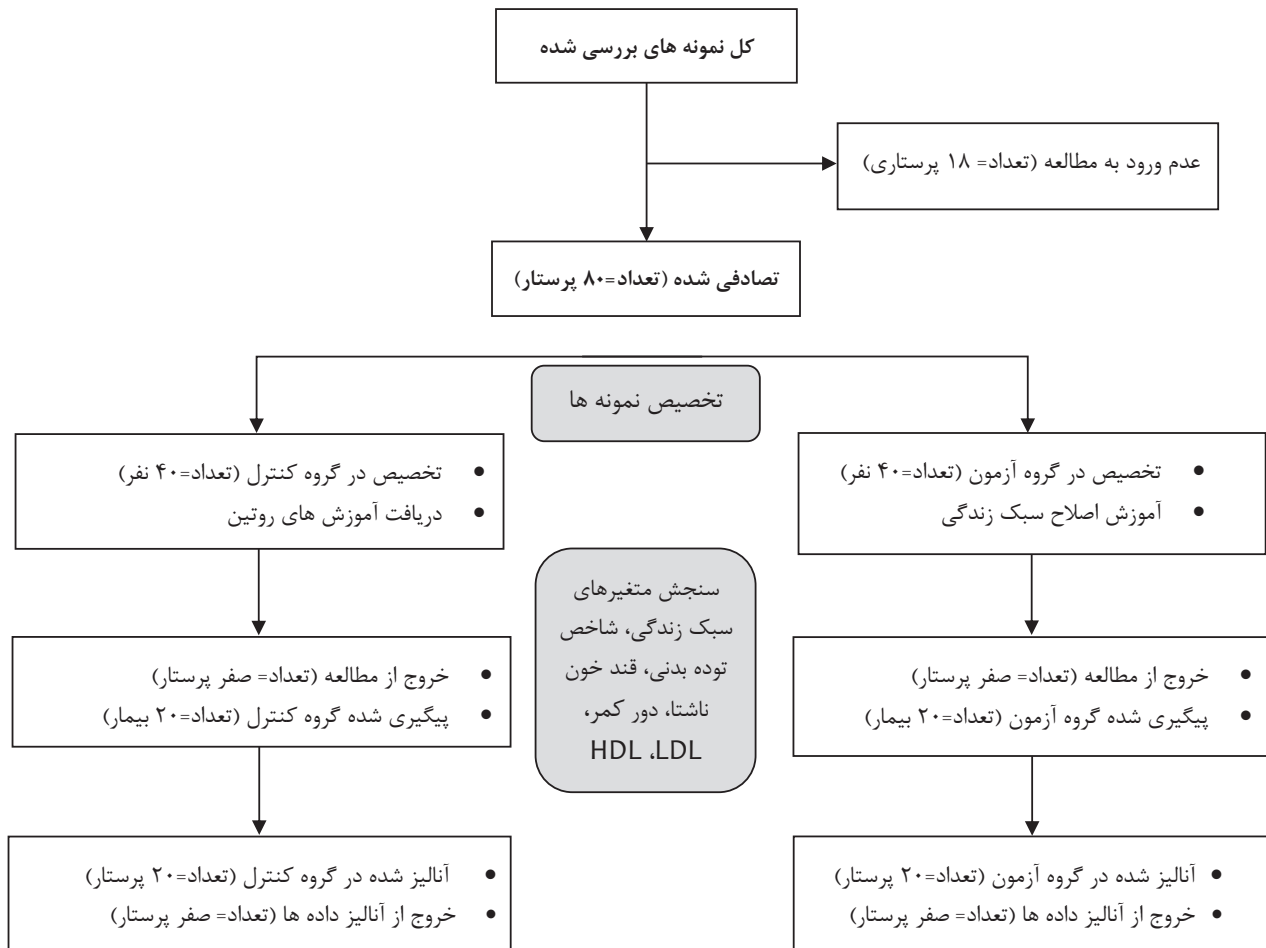 کل نمونه های بررسی شده
عدم ورود به مطالعه (تعداد= ۱۸ پرستاری)
تصادفی شده (تعداد=۸۰ پرستار)
تخصیص نمونه ها
• تخصیص در گروه آزمون (تعداد=۴۰ نفر)
• آموزش اصلاح سبک زندگی
• تخصیص در گروه کنترل (تعداد=۴۰ نفر)
• دریافت آموزش های روتین
سنجش متغیرهای
سبک زندگی، شاخص
توده بدنی، قند خون
ناشتا، دور کمر،
HDL ،LDL
• خروج از مطالعه (تعداد= صفر پرستار)
• پیگیری شده گروه آزمون (تعداد=۲۰ بیمار)
• خروج از مطالعه (تعداد= صفر پرستار)
• پیگیری شده گروه کنترل (تعداد=۲۰ بیمار)
• آنالیز شده در گروه آزمون (تعداد=۲۰ پرستار)
• خروج از آنالیز داده ها (تعداد= صفر پرستار)
• آنالیز شده در گروه کنترل (تعداد=۲۰ پرستار)
• خروج از آنالیز داده ها (تعداد= صفر پرستار)